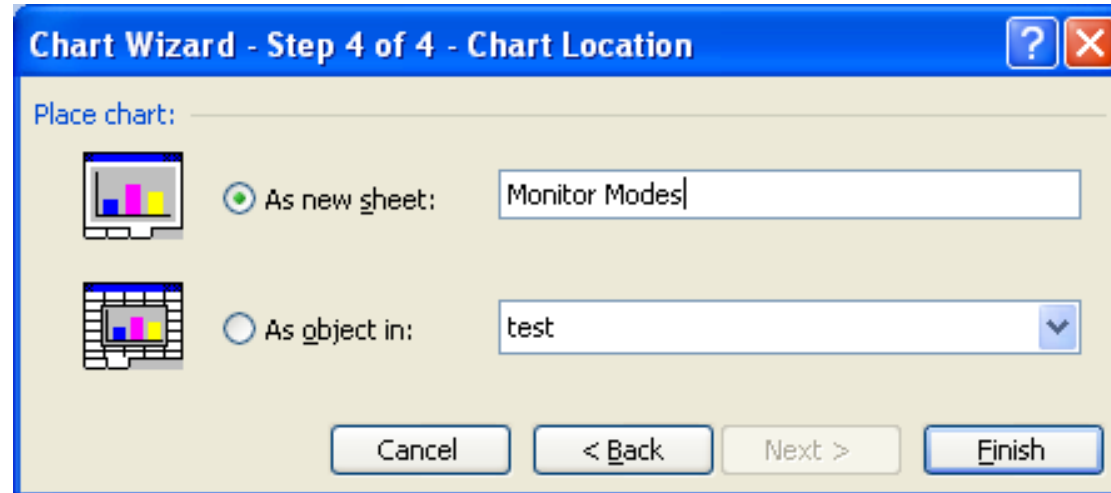 Chart Wizard - Step 4 of 4 - Chart Location
Place chart:
As new sheet: Monitor Modes
As object in: test
Cancel < Back Next > Finish